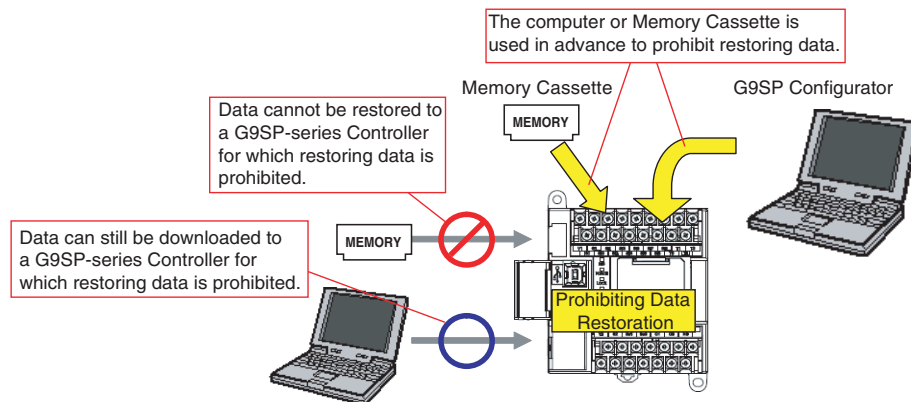 The computer or Memory Cassette is
used in advance to prohibit restoring data.
Memory Cassette
G9SP Configurator
MEMORY
Data cannot be restored to
a G9SP-series Controller
for which restoring data is
prohibited.
Data can still be downloaded to
a G9SP-series Controller for
which restoring data is prohibited.
MEMORY
Prohibiting Data
Restoration